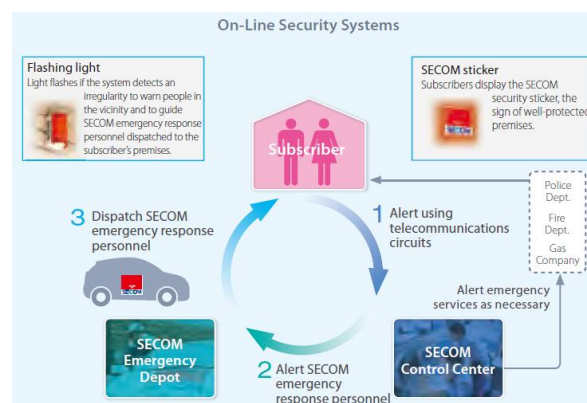 On-Line Security Systems
Flashing light
Light flashes if the system detects an
irregularity to warn people in
the vicinity and to guide
SECOM emergency response
personnel dispatched to the
subscriber's premises.
SECOM sticker
Subscribers display the SECOM
security sticker, the
sign of well-protected
premises.
Subscriber
Police
Dept.
Fire
Dept.
Gas
Company
3 Dispatch SECOM
emergency response
personnel
1 Alert using
telecommunications
circuits
SECOM
Alert emergency
services as necessary
SECOM
Emergency
Depot
2 Alert SECOM
emergency
response personnel
SECOM
Control Center